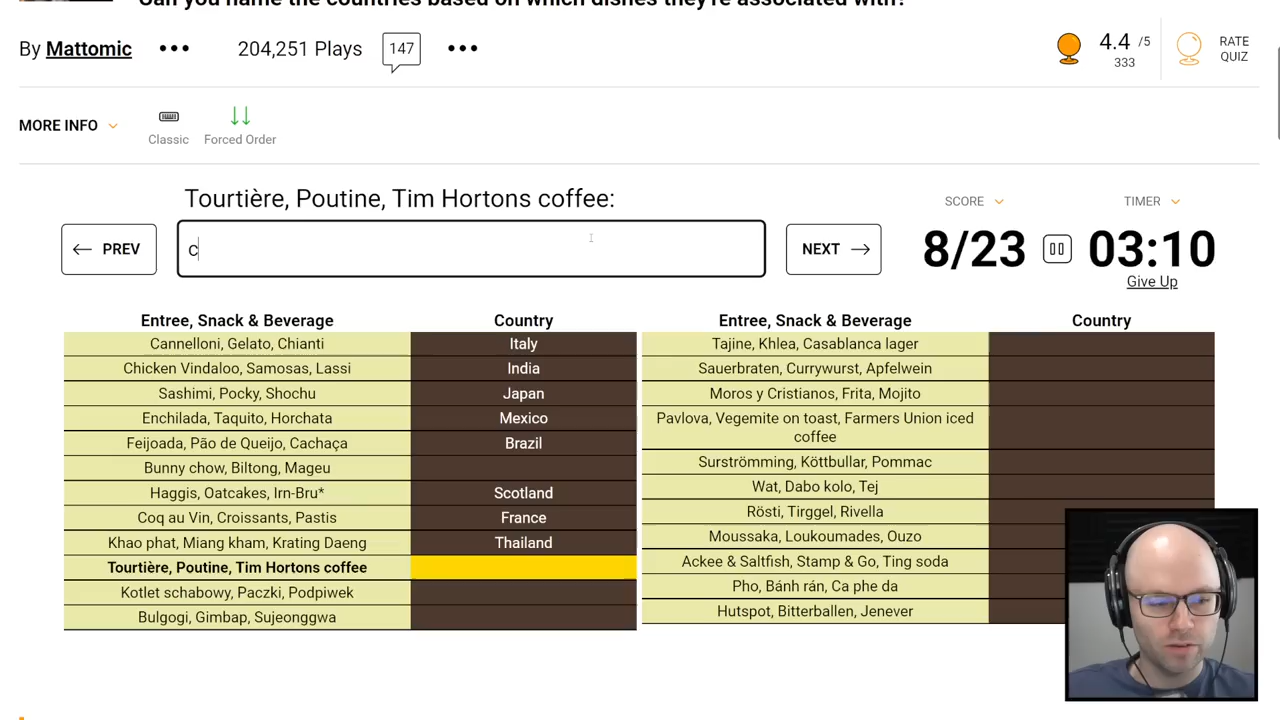 Can you name the countries based on which dishes they're associated with?
By Mattomic ••• 204,251 Plays 147 •••
4.4 /5
333
RATE
QUIZ
MORE INFO
Classic
Forced Order
Tourtière, Poutine, Tim Hortons coffee:
← PREV
c
NEXT →
SCORE
8/23
TIMER
03:10
Give Up
Entree, Snack & Beverage Country
Cannelloni, Gelato, Chianti Italy
Chicken Vindaloo, Samosas, Lassi India
Sashimi, Pocky, Shochu Japan
Enchilada, Taquito, Horchata Mexico
Feijoada, Pão de Queijo, Cachaça Brazil
Bunny chow, Biltong, Mageu
Haggis, Oatcakes, Irn-Bru* Scotland
Coq au Vin, Croissants, Pastis France
Khao phat, Miang kham, Krating Daeng Thailand
Tourtière, Poutine, Tim Hortons coffee
Kotlet schabowy, Paczki, Podpiwek
Bulgogi, Gimbap, Sujeonggwa
Entree, Snack & Beverage Country
Tajine, Khlea, Casablanca lager
Sauerbraten, Currywurst, Apfelwein
Moros y Cristianos, Frita, Mojito
Pavlova, Vegemite on toast, Farmers Union iced
coffee
Surströmming, Köttbullar, Pommac
Wat, Dabo kolo, Tej
Rösti, Tirggel, Rivella
Moussaka, Loukoumades, Ouzo
Ackee & Saltfish, Stamp & Go, Ting soda
Pho, Bánh rán, Ca phe da
Hutspot, Bitterballen, Jenever